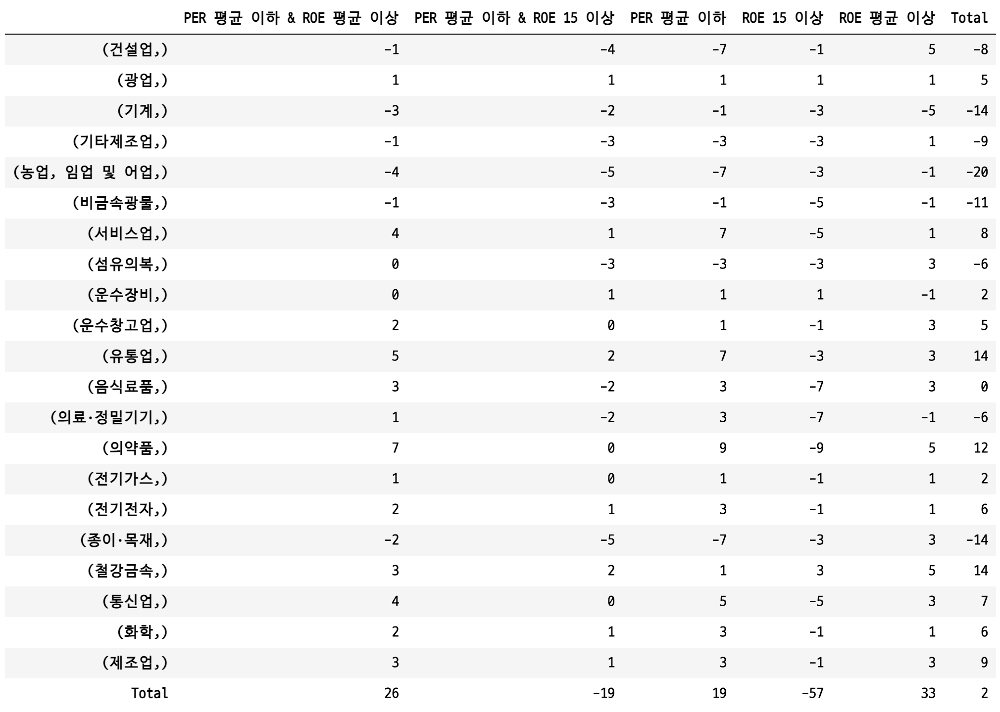 PER 평균 이하 & ROE 평균 이상 PER 평균 이하 & ROE 15 이상 PER 평균 이하 ROE 15 이상 ROE 평균 이상 Total
(건설업,) -1 -4 -7 -1 5 -8
(광업,) 1 1 1 1 1 5
(기계,) -3 -2 -1 -3 -5 -14
(기타제조업,) -1 -3 -3 -3 1 -9
(농업, 임업 및 어업,) -4 -5 -7 -3 -1 -20
(비금속광물,) -1 -3 -1 -5 -1 -11
(서비스업,) 4 1 7 -5 1 8
(섬유의복,) 0 -3 -3 -3 3 -6
(운수장비,) 0 1 1 1 -1 2
(운수창고업,) 2 0 1 -1 3 5
(유통업,) 5 2 7 -3 3 14
(음식료품,) 3 -2 3 -7 3 0
(의료·정밀기기,) 1 -2 3 -7 -1 -6
(의약품,) 7 0 9 -9 5 12
(전기가스,) 1 0 1 -1 1 2
(전기전자,) 2 1 3 -1 1 6
(종이·목재,) -2 -5 -7 -3 3 -14
(철강금속,) 3 2 1 3 5 14
(통신업,) 4 0 5 -5 3 7
(화학,) 2 1 3 -1 1 6
(제조업,) 3 1 3 -1 3 9
Total 26 -19 19 -57 33 2